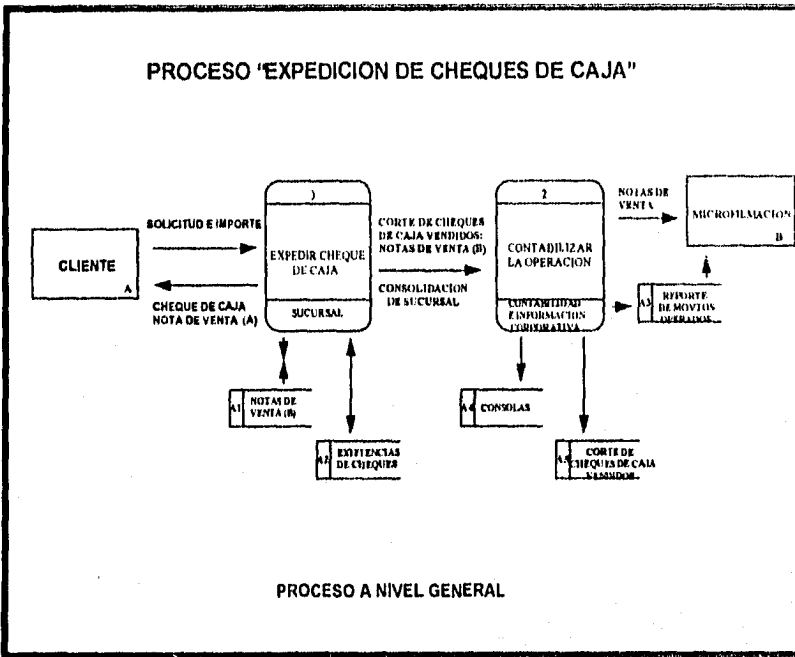 PROCESO "EXPEDICION DE CHEQUES DE CAJA"
CLIENTE
A
SOLICITUD E IMPORTE
CHEQUE DE CAJA
NOTA DE VENTA (A)
EXPEDIR CHEQUE
DE CAJA
SUCURSAL
CORTE DE CHEQUES
DE CAJA VENDIDOS:
NOTAS DE VENTA (B)
CONSOLIDACION
DE SUCURSAL
2
CONTABILIZAR
LA OPERACION
CONTABILIDAD
E INFORMACION
CORPORATIVA
NOTAS DE
VENTA
MICROFILMACION
B
A3
REPORTE
DE MOVTOS
OPERADOS
A1
NOTAS DE
VENTA (B)
A2
EXISTENCIAS
DE CHEQUES
A4
CONSOLAS
A5
CORTE DE
CHEQUES DE CAJA
VENDIDOS
PROCESO A NIVEL GENERAL